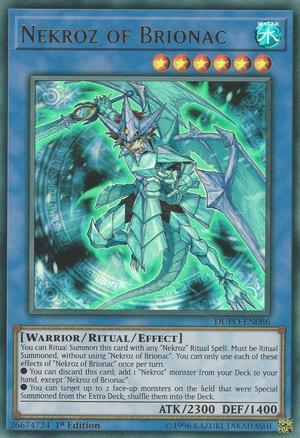 NEKROZ OF BRIONAC
WATER
水
DUPO-EN086
[WARRIOR/RITUAL/EFFECT]
You can Ritual Summon this card with any "Nekroz" Ritual Spell. Must be Ritual
Summoned, without using "Nekroz of Brionac". You can only use each of these
effects of "Nekroz of Brionac" once per turn.
● You can discard this card; add 1 "Nekroz" monster from your Deck to your
hand, except "Nekroz of Brionac".
● You can target up to 2 face-up monsters on the field that were Special
Summoned from the Extra Deck; shuffle them into the Deck.
ATK/2300 DEF/1400
26674724 1st Edition ©1996 KAZUKI TAKAHASHI